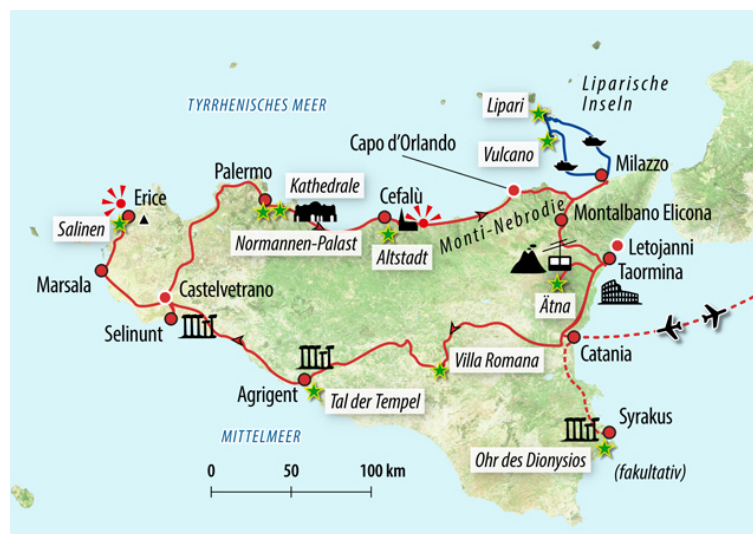 Liparische
Inseln
TYRRHENISCHES MEER
Lipari
Vulcano
Capo d'Orlando
Milazzo
Palermo
Kathedrale
Cefalù
Erice
Salinen
Normannen-Palast
Altstadt
Monti-Nebrodie
Montalbano Elicona
Letojanni
Taormina
Marsala
Castelvetrano
Ätna
Selinunt
Villa Romana
Catania
Agrigent
Tal der Tempel
Syrakus
MITTELMEER
Ohr des Dionysios
(fakultativ)
0 50 100 km